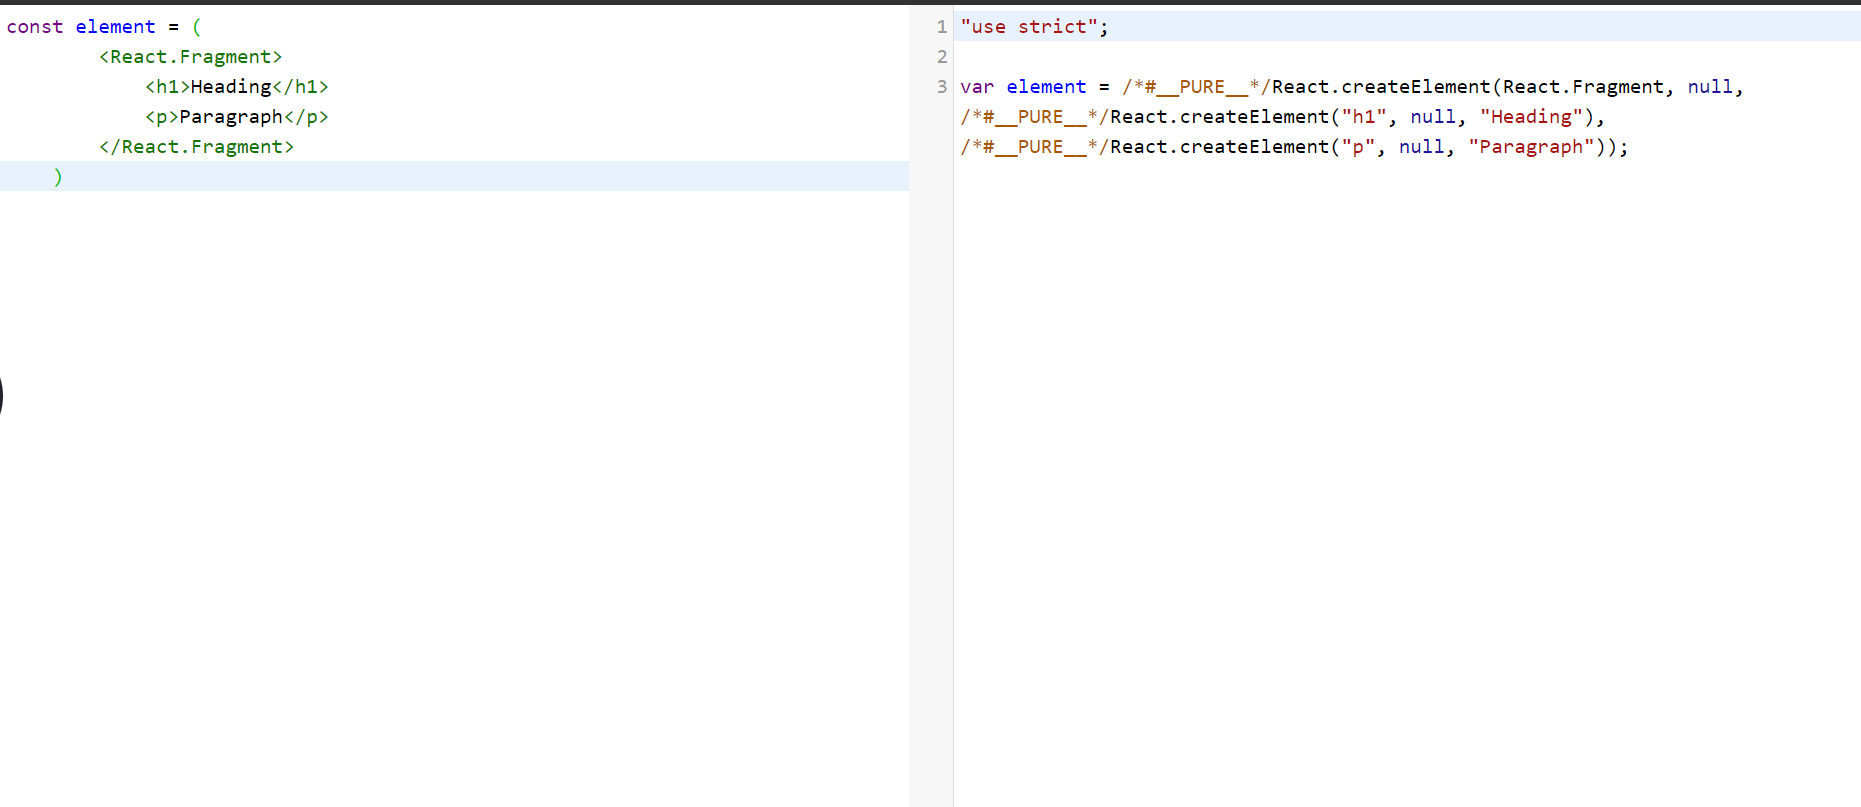 const element = (
<React.Fragment>
<h1>Heading</h1>
<p>Paragraph</p>
</React.Fragment>
)
1 "use strict";
2
3 var element = /*#__PURE__*/React.createElement(React.Fragment, null,
/*#__PURE__*/React.createElement("h1", null, "Heading"),
/*#__PURE__*/React.createElement("p", null, "Paragraph"));